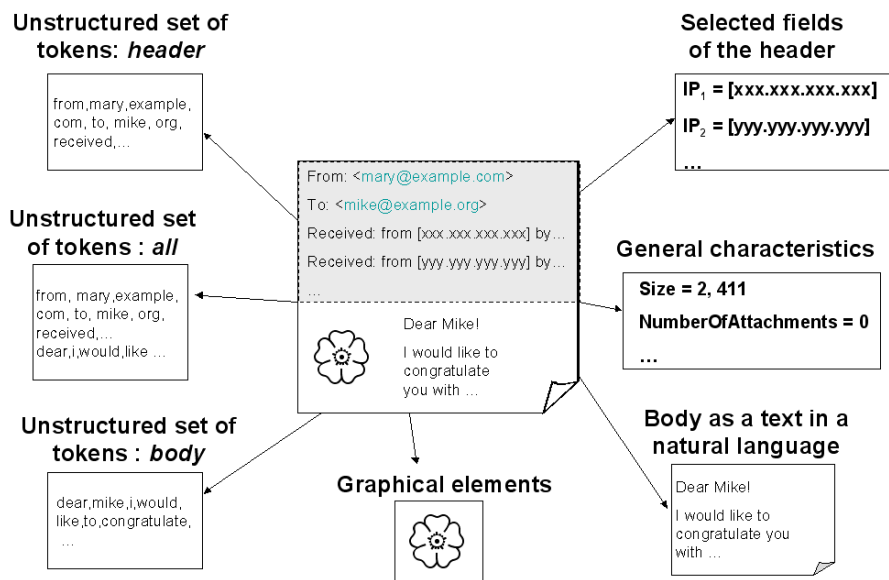 Unstructured set of
tokens: header
from,mary,example,
com, to, mike, org,
received,...
Unstructured set
of tokens : all
from, mary,example,
com, to, mike, org,
received,...
dear,i,would,like ...
Unstructured set of
tokens : body
dear,mike,i,would,
like,to,congratulate,
...
From: <mary@example.com>
To: <mike@example.org>
Received: from [xxx.xxx.xxx.xxx] by...
Received: from [yyy.yyy.yyy.yyy] by...
...
Dear Mike!
I would like to
congratulate
you with ...
Graphical elements
Selected fields
of the header
IP1 = [xxx.xxx.xxx.xxx]
IP2 = [yyy.yyy.yyy.yyy]
...
General characteristics
Size = 2, 411
NumberOfAttachments = 0
...
Body as a text in a
natural language
Dear Mike!
I would like to
congratulate you
with ...